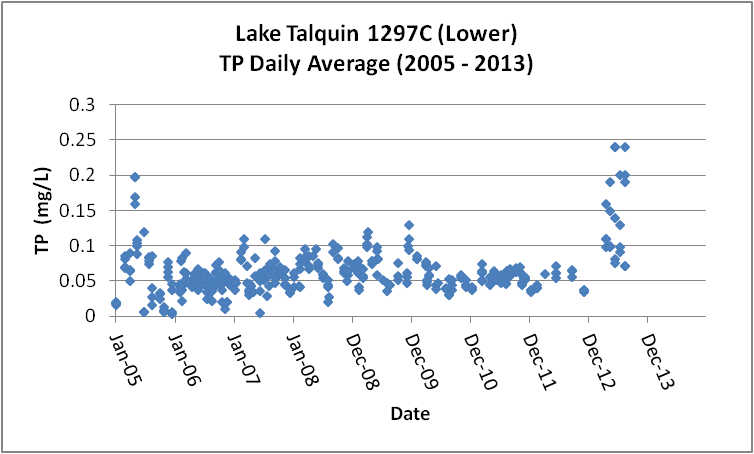 Lake Talquin 1297C (Lower)
TP Daily Average (2005 - 2013)
0.3
0.25
0.2
0.15
0.1
0.05
0
TP (mg/L)
Jan-05
Jan-06
Jan-07
Jan-08
Dec-08
Dec-09
Dec-10
Dec-11
Dec-12
Dec-13
Date